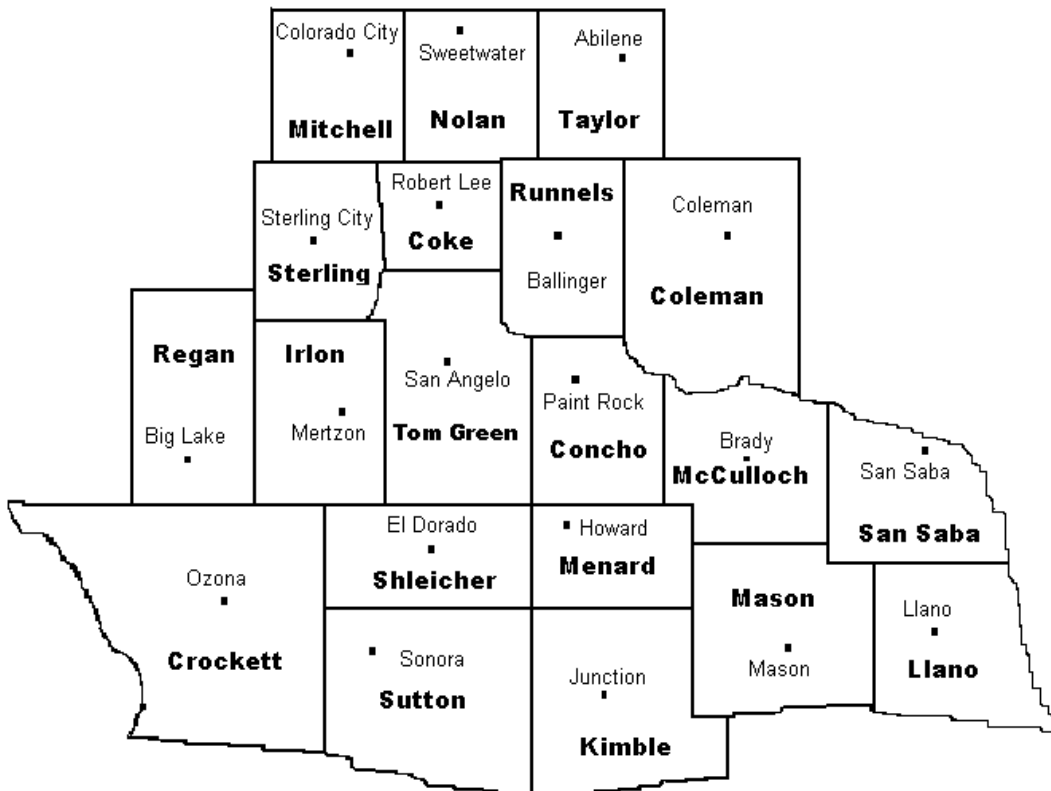 Colorado City
Sweetwater
Abilene
Mitchell
Nolan
Taylor
Robert Lee
Runnels
Coleman
Sterling City
Coke
Sterling
Ballinger
Coleman
Regan
Irlon
San Angelo
Paint Rock
Big Lake
Mertzon
Tom Green
Concho
Brady
McCulloch
San Saba
San Saba
El Dorado
Howard
Shleicher
Menard
Ozona
Mason
Llano
Crockett
Sonora
Sutton
Junction
Mason
Llano
Kimble